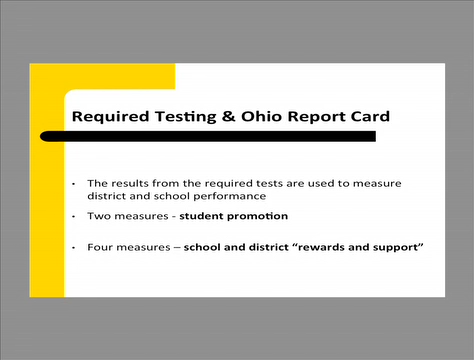 Required Testing & Ohio Report Card
• The results from the required tests are used to measure
district and school performance
• Two measures - student promotion
• Four measures – school and district “rewards and support”